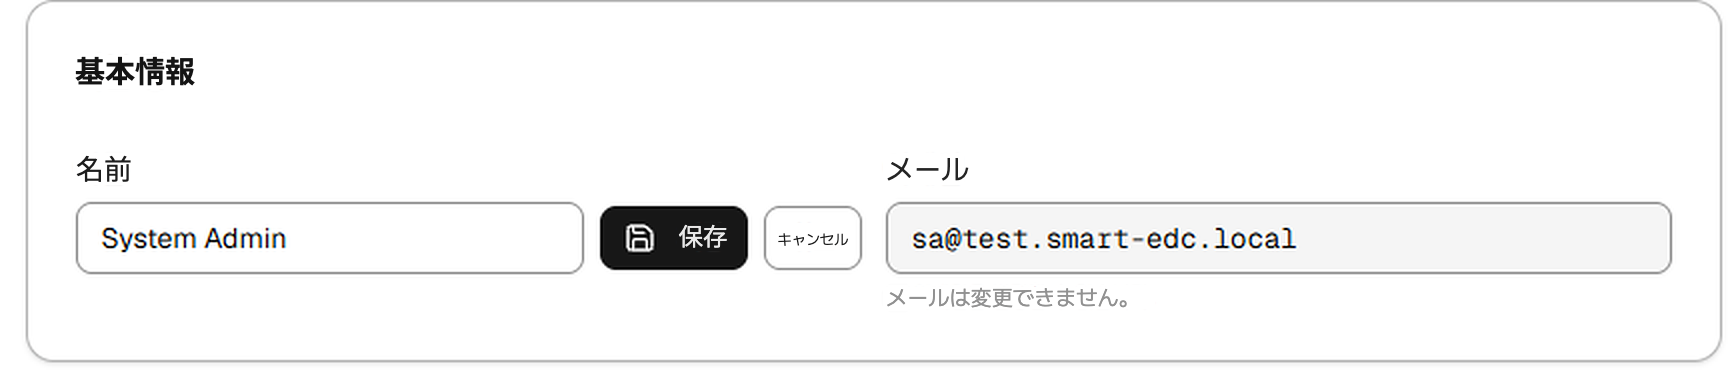 基本情報
名前
System Admin
保存
キャンセル
メール
sa@test.smart-edc.local
メールは変更できません。